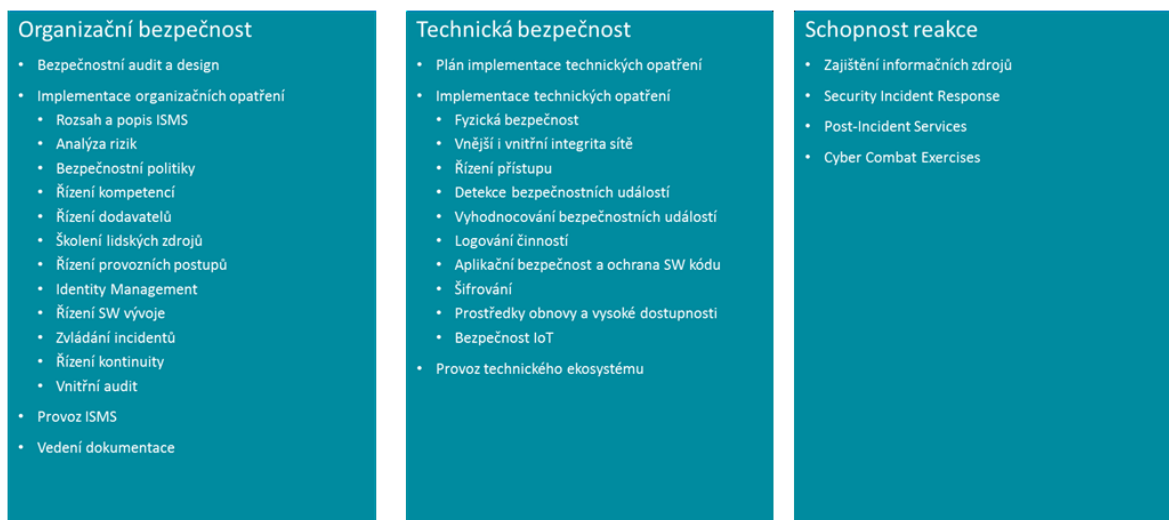 Organizační bezpečnost
• Bezpečnostní audit a design
• Implementace organizačních opatření
• Rozsah a popis ISMS
• Analýza rizik
• Bezpečnostní politiky
• Řízení kompetencí
• Řízení dodavatelů
• Školení lidských zdrojů
• Řízení provozních postupů
• Identity Management
• Řízení SW vývoje
• Zvládání incidentů
• Řízení kontinuity
• Vnitřní audit
• Provoz ISMS
• Vedení dokumentace
Technická bezpečnost
• Plán implementace technických opatření
• Implementace technických opatření
• Fyzická bezpečnost
• Vnější i vnitřní integrita sítě
• Řízení přístupu
• Detekce bezpečnostních událostí
• Vyhodnocování bezpečnostních událostí
• Logování činností
• Aplikační bezpečnost a ochrana SW kódu
• Šifrování
• Prostředky obnovy a vysoké dostupnosti
• Bezpečnost IoT
• Provoz technického ekosystému
Schopnost reakce
• Zajištění informačních zdrojů
• Security Incident Response
• Post-Incident Services
• Cyber Combat Exercises